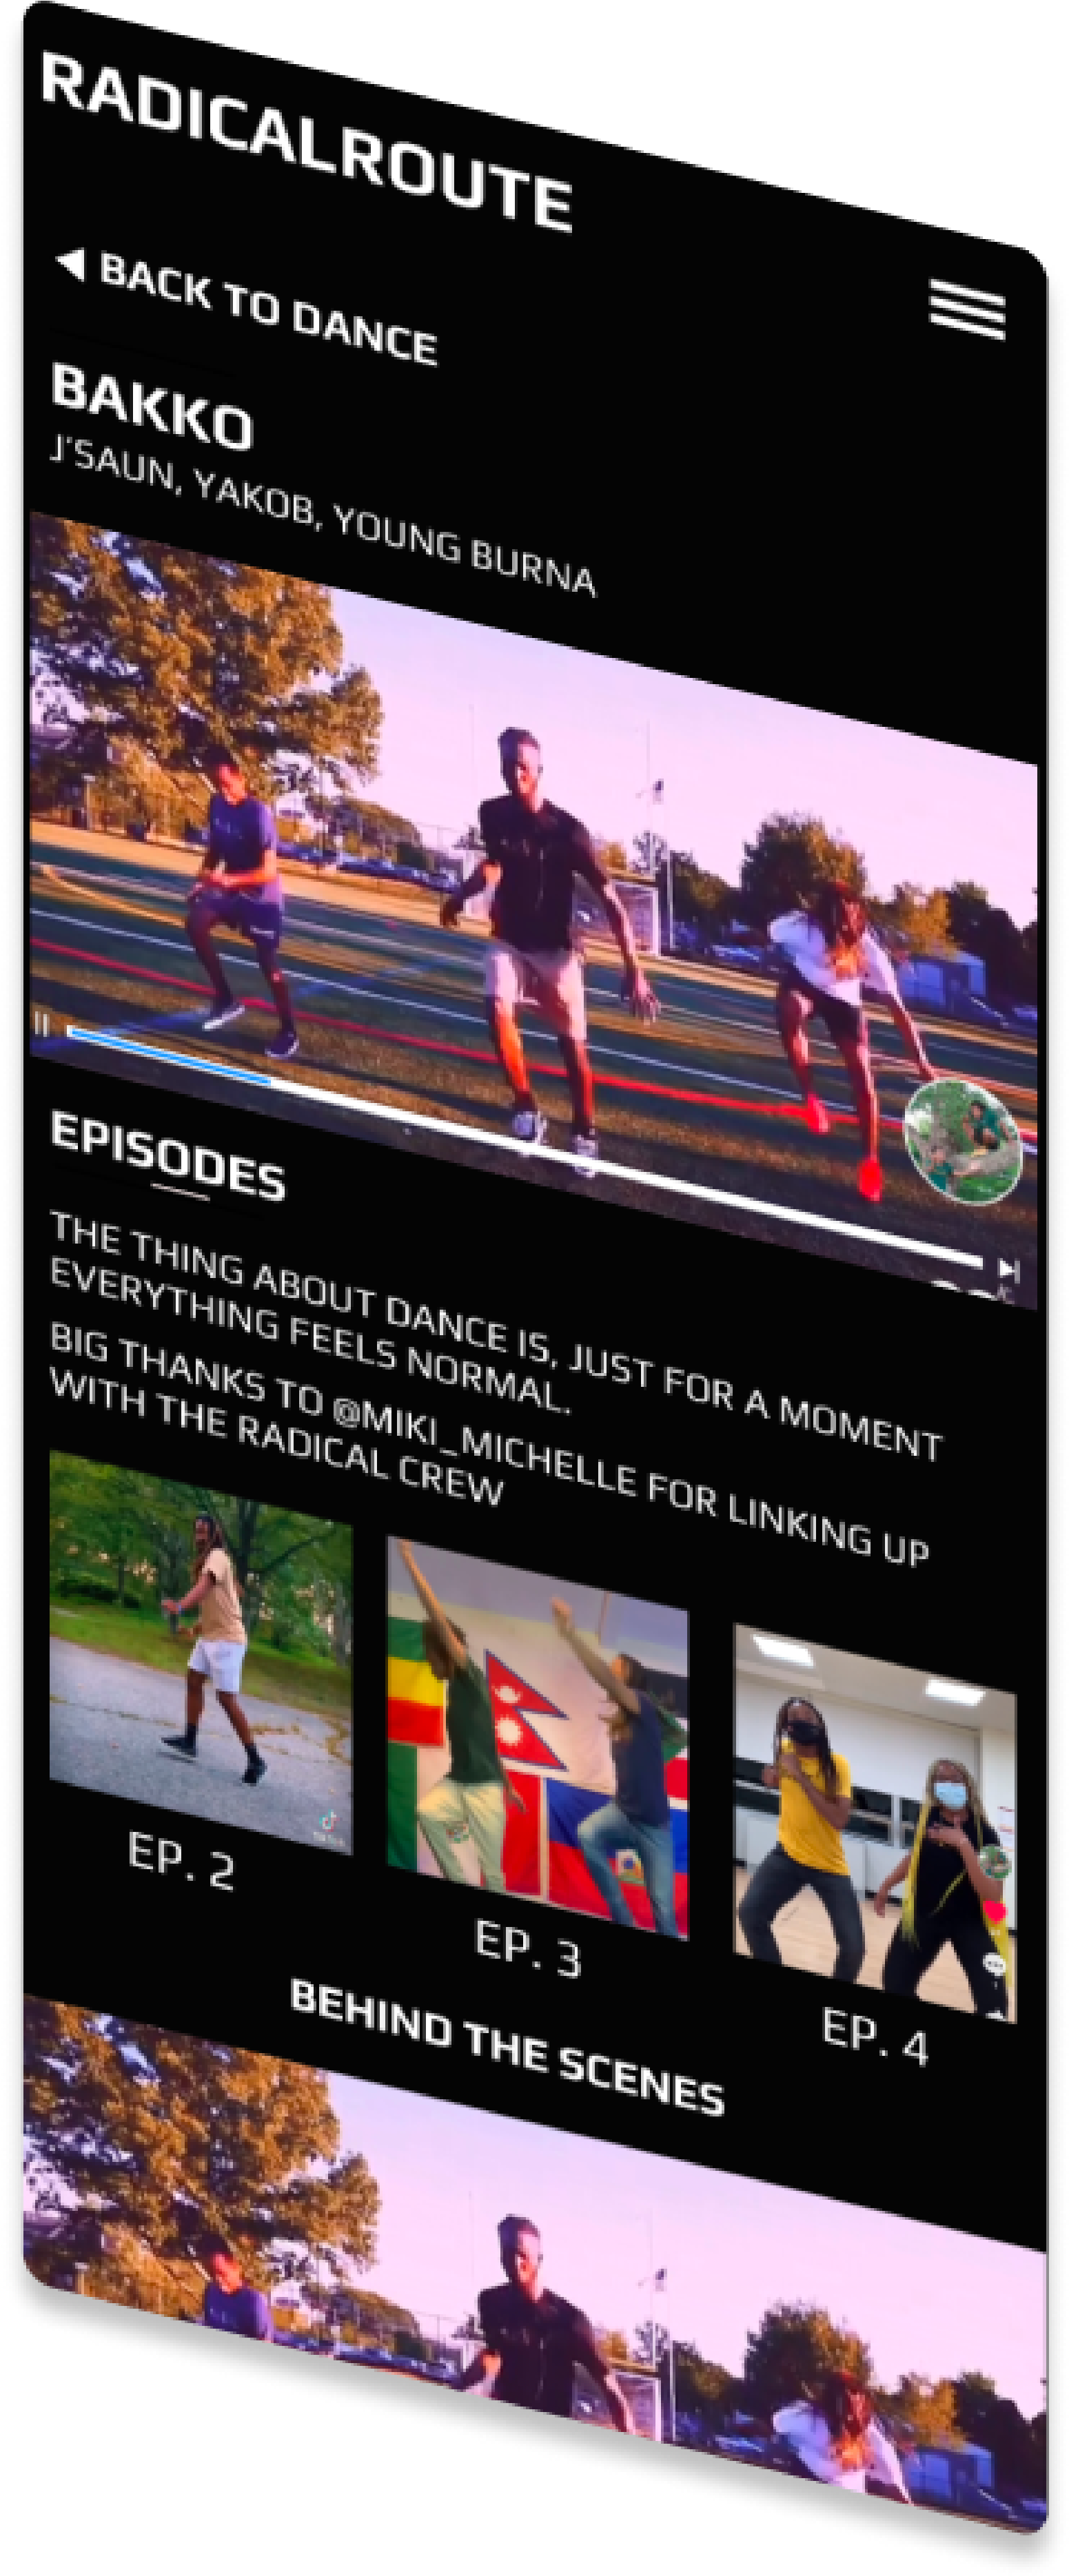 RADICALROUTE
◀ BACK TO DANCE
BAKKO
J'SAUN, YAKOB, YOUNG BURNA
EPISODES
THE THING ABOUT DANCE IS, JUST FOR A MOMENT
EVERYTHING FEELS NORMAL.
BIG THANKS TO @MIKI_MICHELLE FOR LINKING UP
WITH THE RADICAL CREW
EP. 2
EP. 3
EP. 4
BEHIND THE SCENES